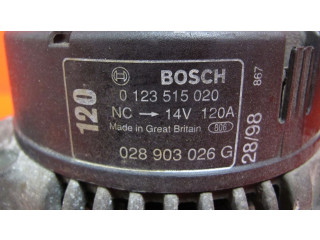 BOSCH
0 123 515 020
NC → 14V 120A
Made in Great Britain 806
028 903 026 G
120
28/98
867